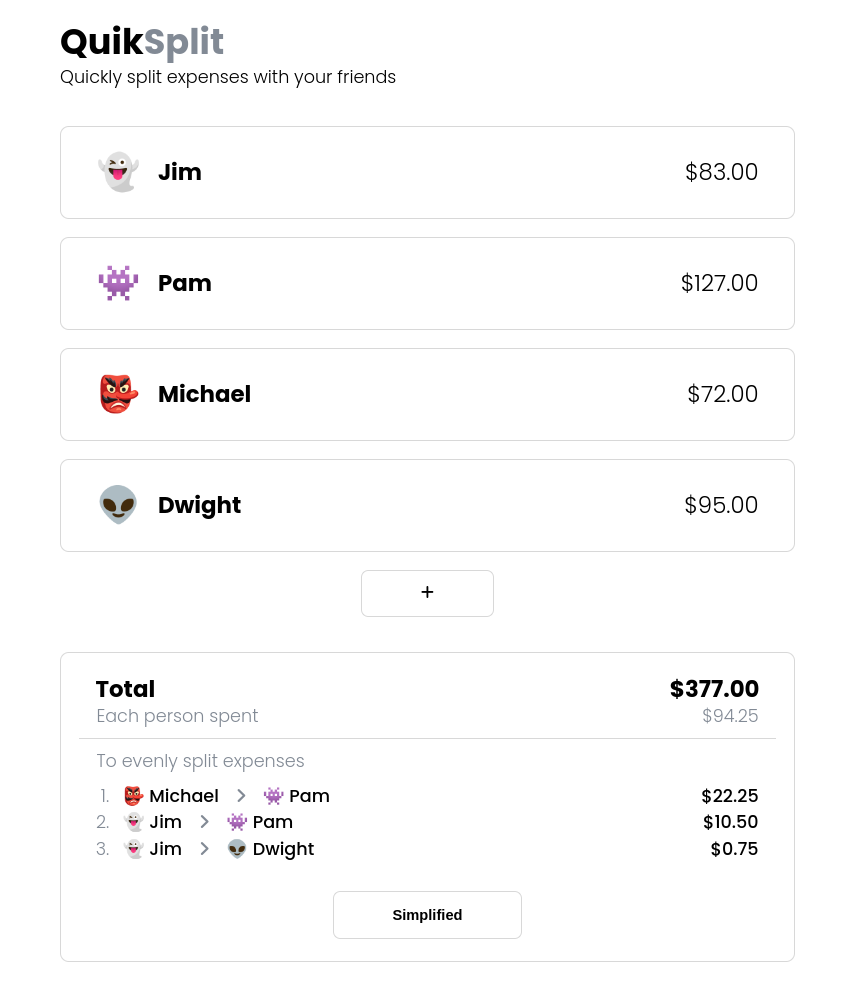 QuikSplit
Quickly split expenses with your friends
Jim $83.00
Pam $127.00
Michael $72.00
Dwight $95.00
+
Total $377.00
Each person spent $94.25
To evenly split expenses
1. Michael > Pam $22.25
2. Jim > Pam $10.50
3. Jim > Dwight $0.75
Simplified